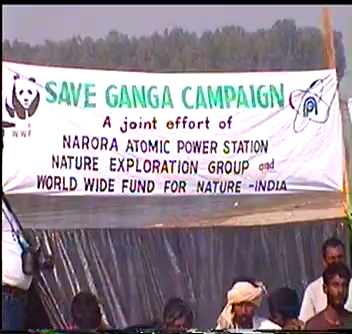 SAVE GANGA CAMPAIGN
A joint effort of
NARORA ATOMIC POWER STATION
NATURE EXPLORATION GROUP and
WORLD WIDE FUND FOR NATURE -INDIA
WWF